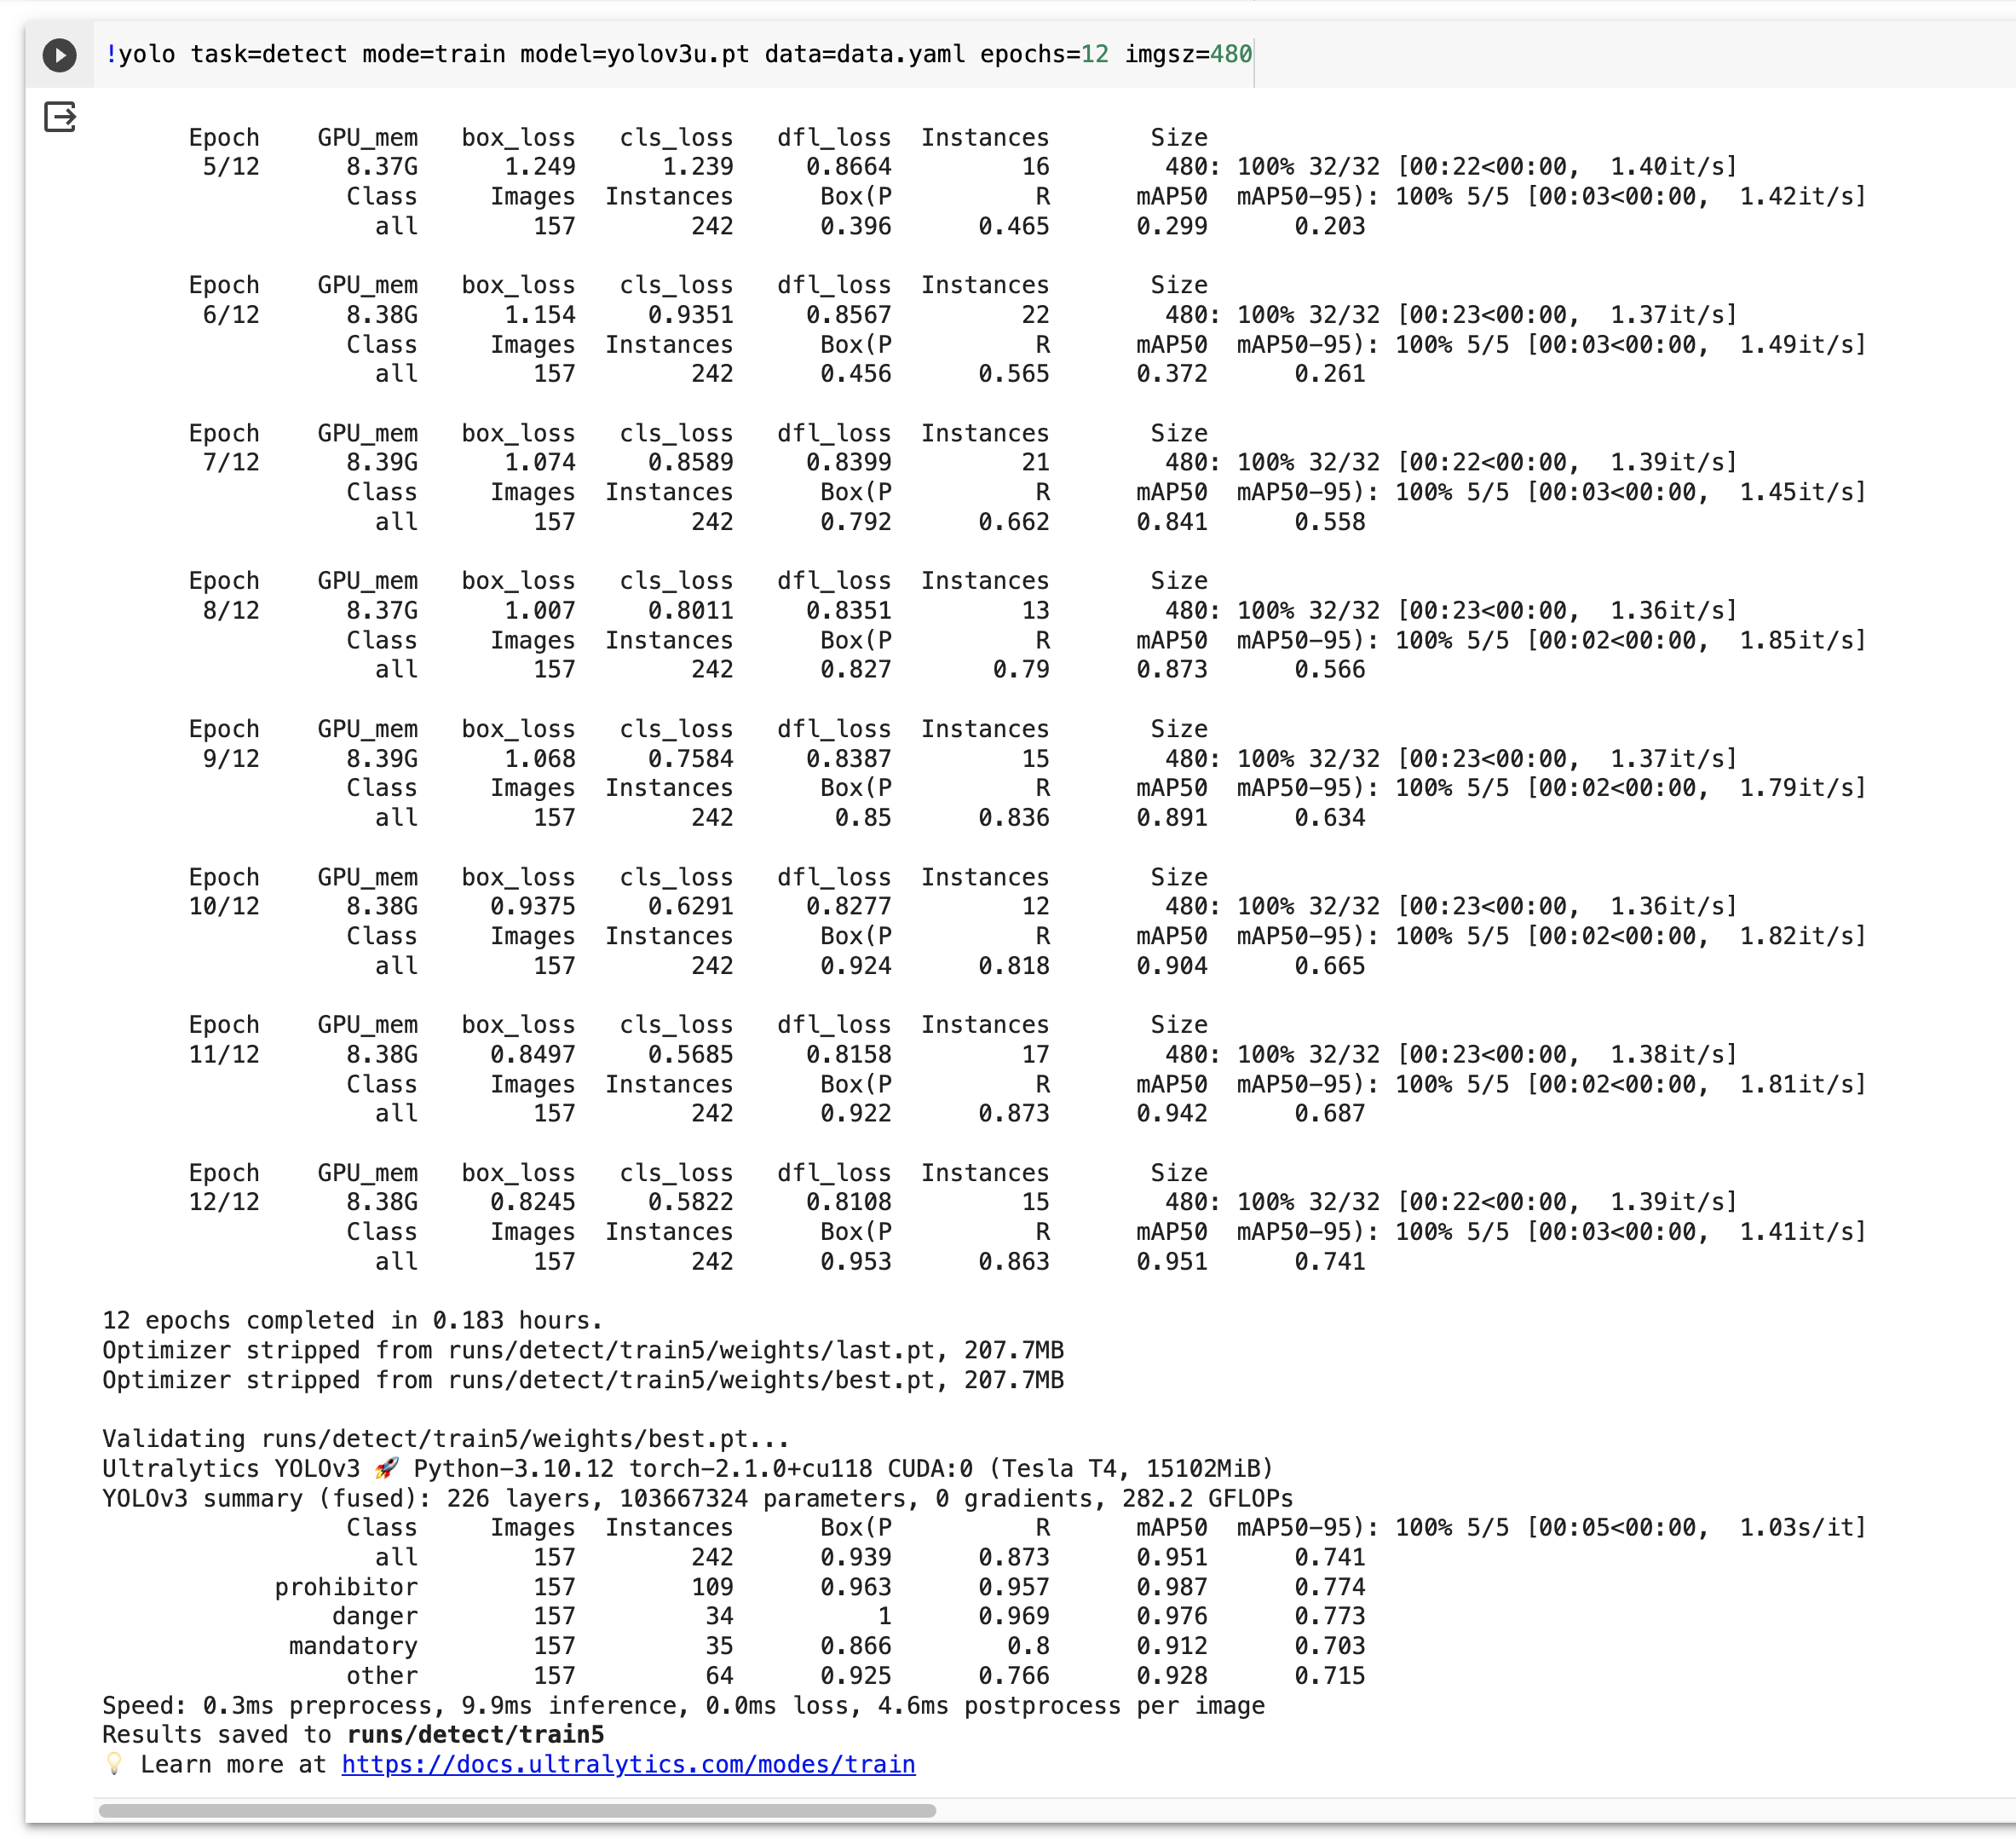 !yolo task=detect mode=train model=yolov3u.pt data=data.yaml epochs=12 imgsz=480
Epoch GPU_mem box_loss cls_loss dfl_loss Instances Size
5/12 8.37G 1.249 1.239 0.8664 16 480: 100% 32/32 [00:22<00:00, 1.40it/s]
Class Images Instances Box(P R mAP50 mAP50-95): 100% 5/5 [00:03<00:00, 1.42it/s]
all 157 242 0.396 0.465 0.299 0.203
Epoch GPU_mem box_loss cls_loss dfl_loss Instances Size
6/12 8.38G 1.154 0.9351 0.8567 22 480: 100% 32/32 [00:23<00:00, 1.37it/s]
Class Images Instances Box(P R mAP50 mAP50-95): 100% 5/5 [00:03<00:00, 1.49it/s]
all 157 242 0.456 0.565 0.372 0.261
Epoch GPU_mem box_loss cls_loss dfl_loss Instances Size
7/12 8.39G 1.074 0.8589 0.8399 21 480: 100% 32/32 [00:22<00:00, 1.39it/s]
Class Images Instances Box(P R mAP50 mAP50-95): 100% 5/5 [00:03<00:00, 1.45it/s]
all 157 242 0.792 0.662 0.841 0.558
Epoch GPU_mem box_loss cls_loss dfl_loss Instances Size
8/12 8.37G 1.007 0.8011 0.8351 13 480: 100% 32/32 [00:23<00:00, 1.36it/s]
Class Images Instances Box(P R mAP50 mAP50-95): 100% 5/5 [00:02<00:00, 1.85it/s]
all 157 242 0.827 0.79 0.873 0.566
Epoch GPU_mem box_loss cls_loss dfl_loss Instances Size
9/12 8.39G 1.068 0.7584 0.8387 15 480: 100% 32/32 [00:23<00:00, 1.37it/s]
Class Images Instances Box(P R mAP50 mAP50-95): 100% 5/5 [00:02<00:00, 1.79it/s]
all 157 242 0.85 0.836 0.891 0.634
Epoch GPU_mem box_loss cls_loss dfl_loss Instances Size
10/12 8.38G 0.9375 0.6291 0.8277 12 480: 100% 32/32 [00:23<00:00, 1.36it/s]
Class Images Instances Box(P R mAP50 mAP50-95): 100% 5/5 [00:02<00:00, 1.82it/s]
all 157 242 0.924 0.818 0.904 0.665
Epoch GPU_mem box_loss cls_loss dfl_loss Instances Size
11/12 8.38G 0.8497 0.5685 0.8158 17 480: 100% 32/32 [00:23<00:00, 1.38it/s]
Class Images Instances Box(P R mAP50 mAP50-95): 100% 5/5 [00:02<00:00, 1.81it/s]
all 157 242 0.922 0.873 0.942 0.687
Epoch GPU_mem box_loss cls_loss dfl_loss Instances Size
12/12 8.38G 0.8245 0.5822 0.8108 15 480: 100% 32/32 [00:22<00:00, 1.39it/s]
Class Images Instances Box(P R mAP50 mAP50-95): 100% 5/5 [00:03<00:00, 1.41it/s]
all 157 242 0.953 0.863 0.951 0.741
12 epochs completed in 0.183 hours.
Optimizer stripped from runs/detect/train5/weights/last.pt, 207.7MB
Optimizer stripped from runs/detect/train5/weights/best.pt, 207.7MB
Validating runs/detect/train5/weights/best.pt...
Ultralytics YOLOv3 🚀 Python-3.10.12 torch-2.1.0+cu118 CUDA:0 (Tesla T4, 15102MiB)
YOLOv3 summary (fused): 226 layers, 103667324 parameters, 0 gradients, 282.2 GFLOPs
Class Images Instances Box(P R mAP50 mAP50-95): 100% 5/5 [00:05<00:00, 1.03s/it]
all 157 242 0.939 0.873 0.951 0.741
prohibitor 157 109 0.963 0.957 0.987 0.774
danger 157 34 1 0.969 0.976 0.773
mandatory 157 35 0.866 0.8 0.912 0.703
other 157 64 0.925 0.766 0.928 0.715
Speed: 0.3ms preprocess, 9.9ms inference, 0.0ms loss, 4.6ms postprocess per image
Results saved to runs/detect/train5
💡 Learn more at https://docs.ultralytics.com/modes/train